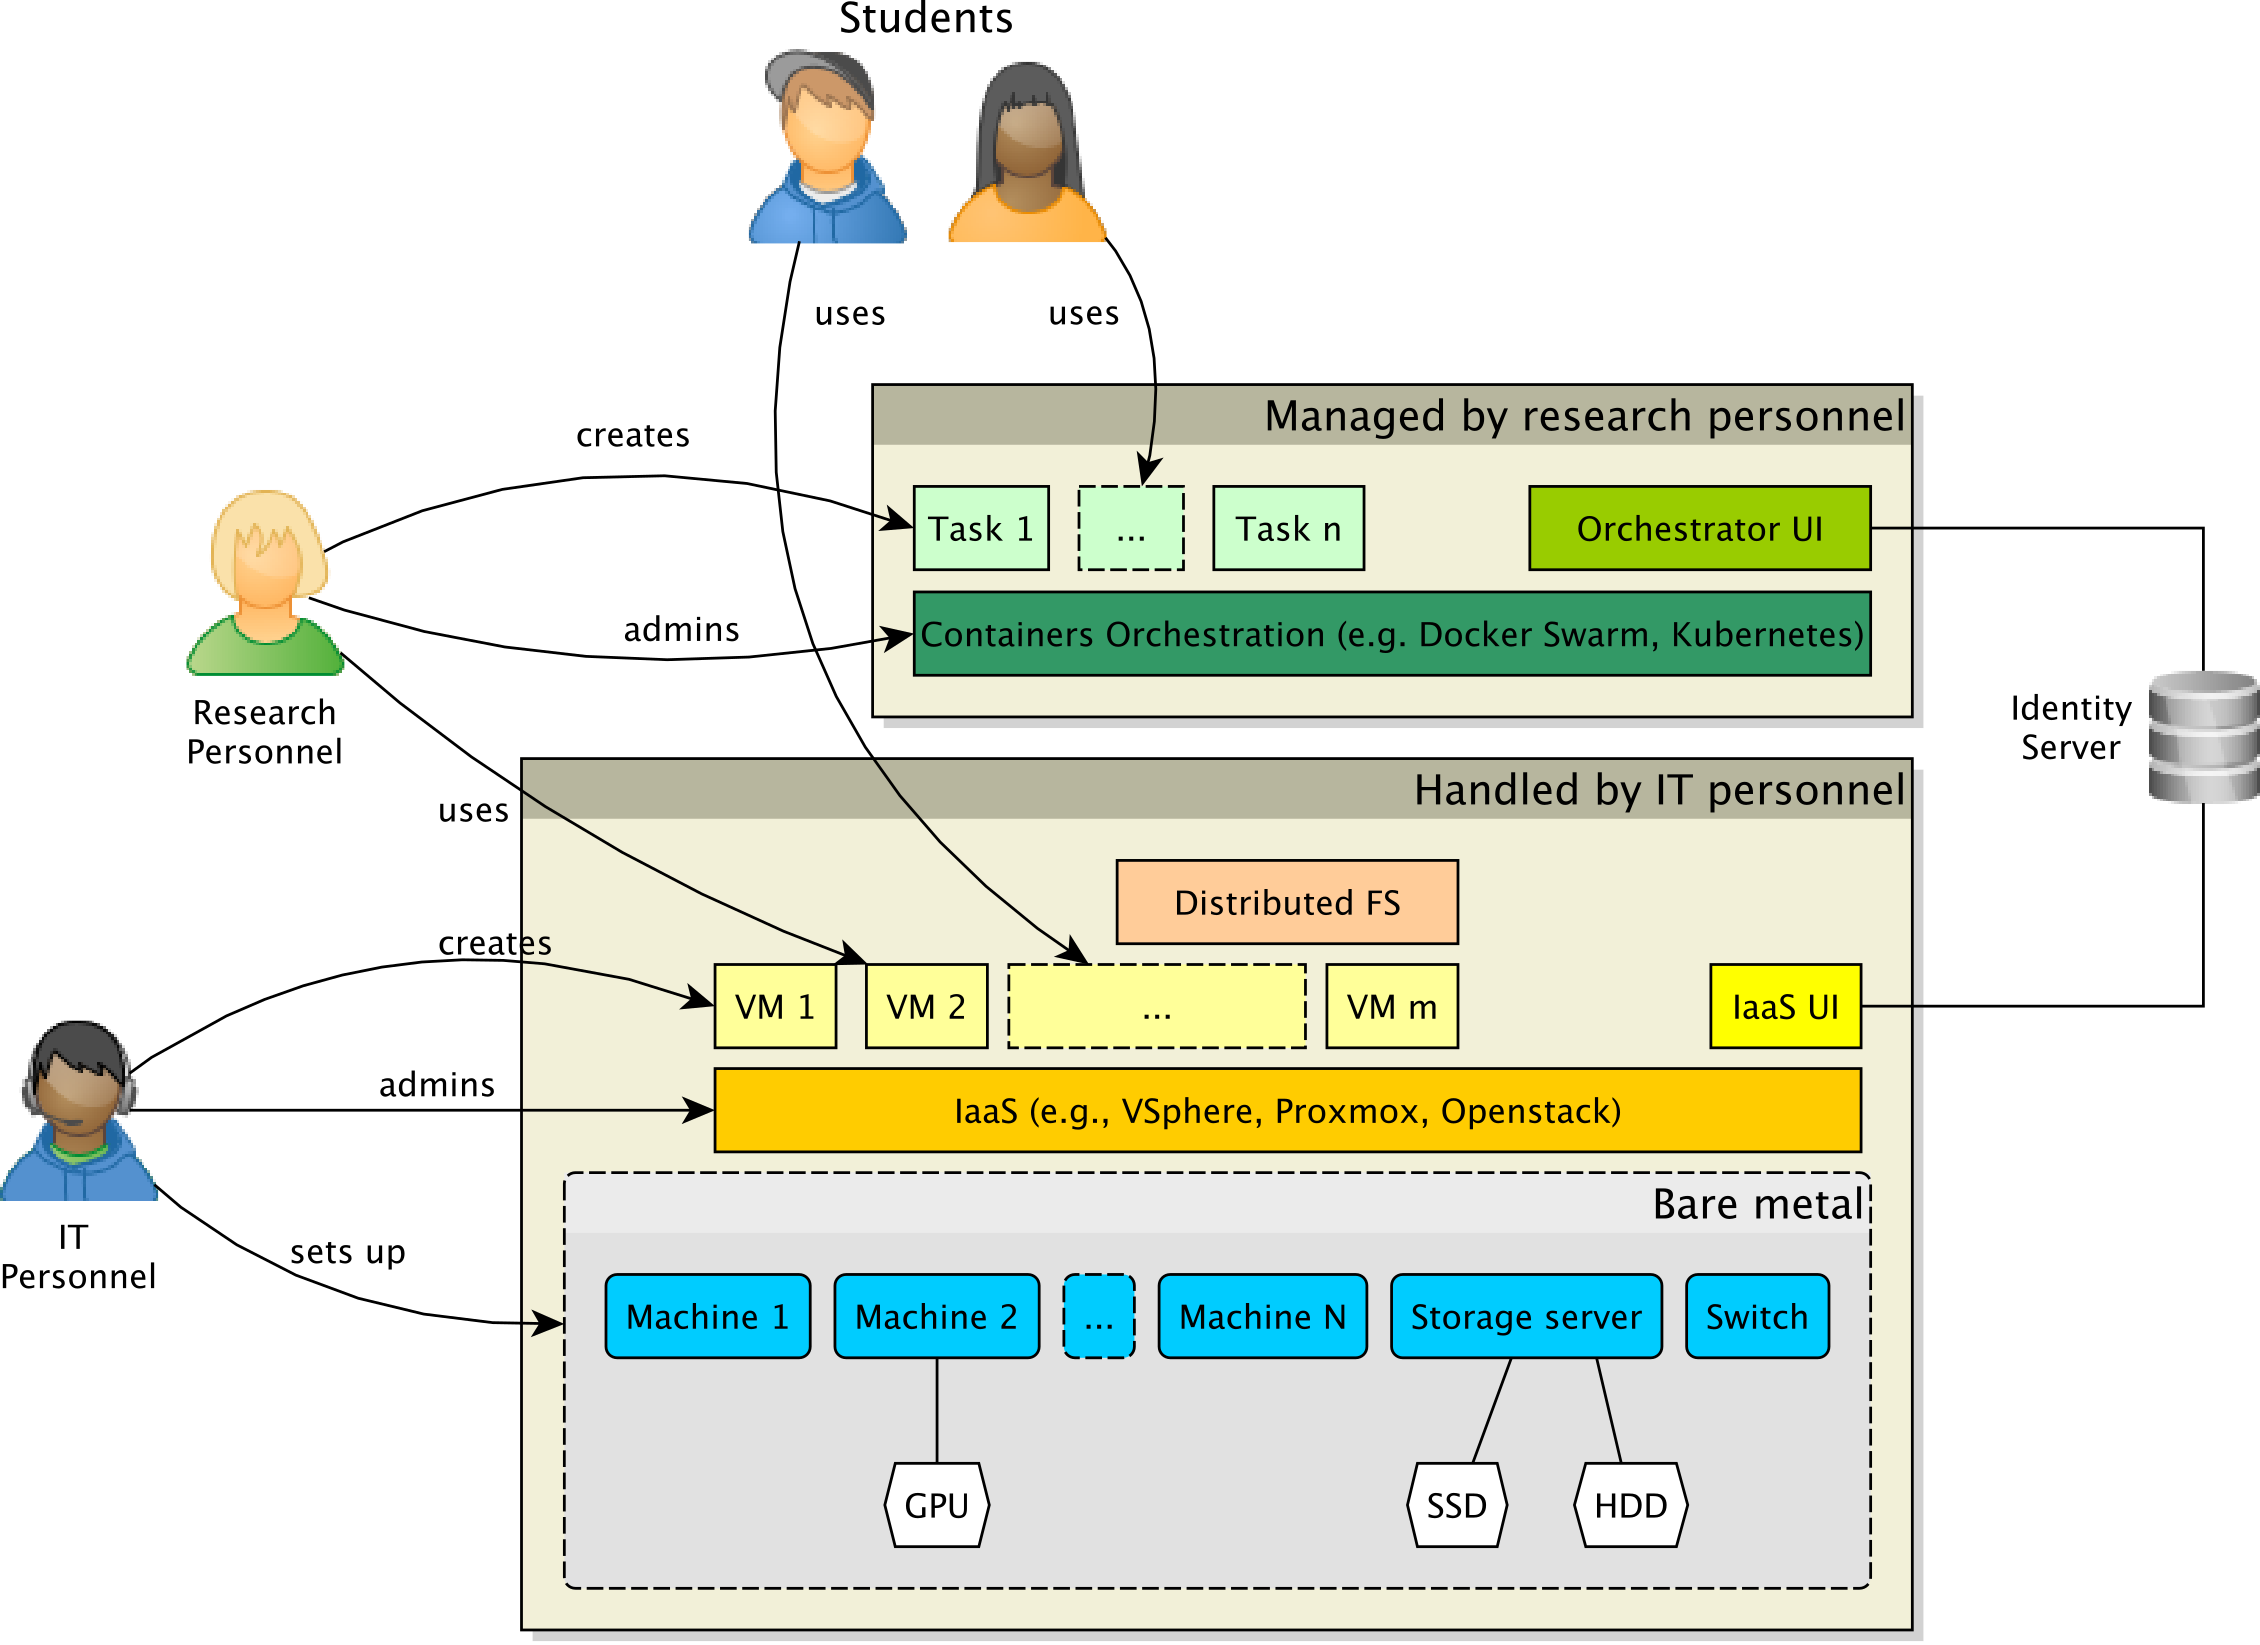 Students
uses
uses
Managed by research personnel
creates
Task 1
...
Task n
Orchestrator UI
admins
Containers Orchestration (e.g. Docker Swarm, Kubernetes)
Research
Personnel
Identity
Server
Handled by IT personnel
uses
Distributed FS
creates
VM 1
VM 2
...
VM m
IaaS UI
admins
IaaS (e.g., VSphere, Proxmox, Openstack)
Bare metal
IT
Personnel
sets up
Machine 1
Machine 2
...
Machine N
Storage server
Switch
GPU
SSD
HDD